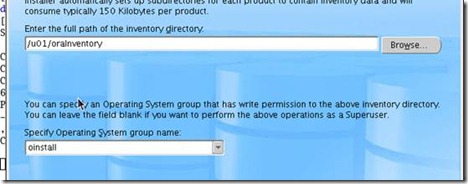 Installer automatically sets up subdirectories for each product to contain inventory data and will
consume typically 150 Kilobytes per product.
Enter the full path of the inventory directory:
/u01/oraInventory
Browse...
You can specify an Operating System group that has write permission to the above inventory directory.
You can leave the field blank if you want to perform the above operations as a Superuser.
Specify Operating System group name:
oinstall